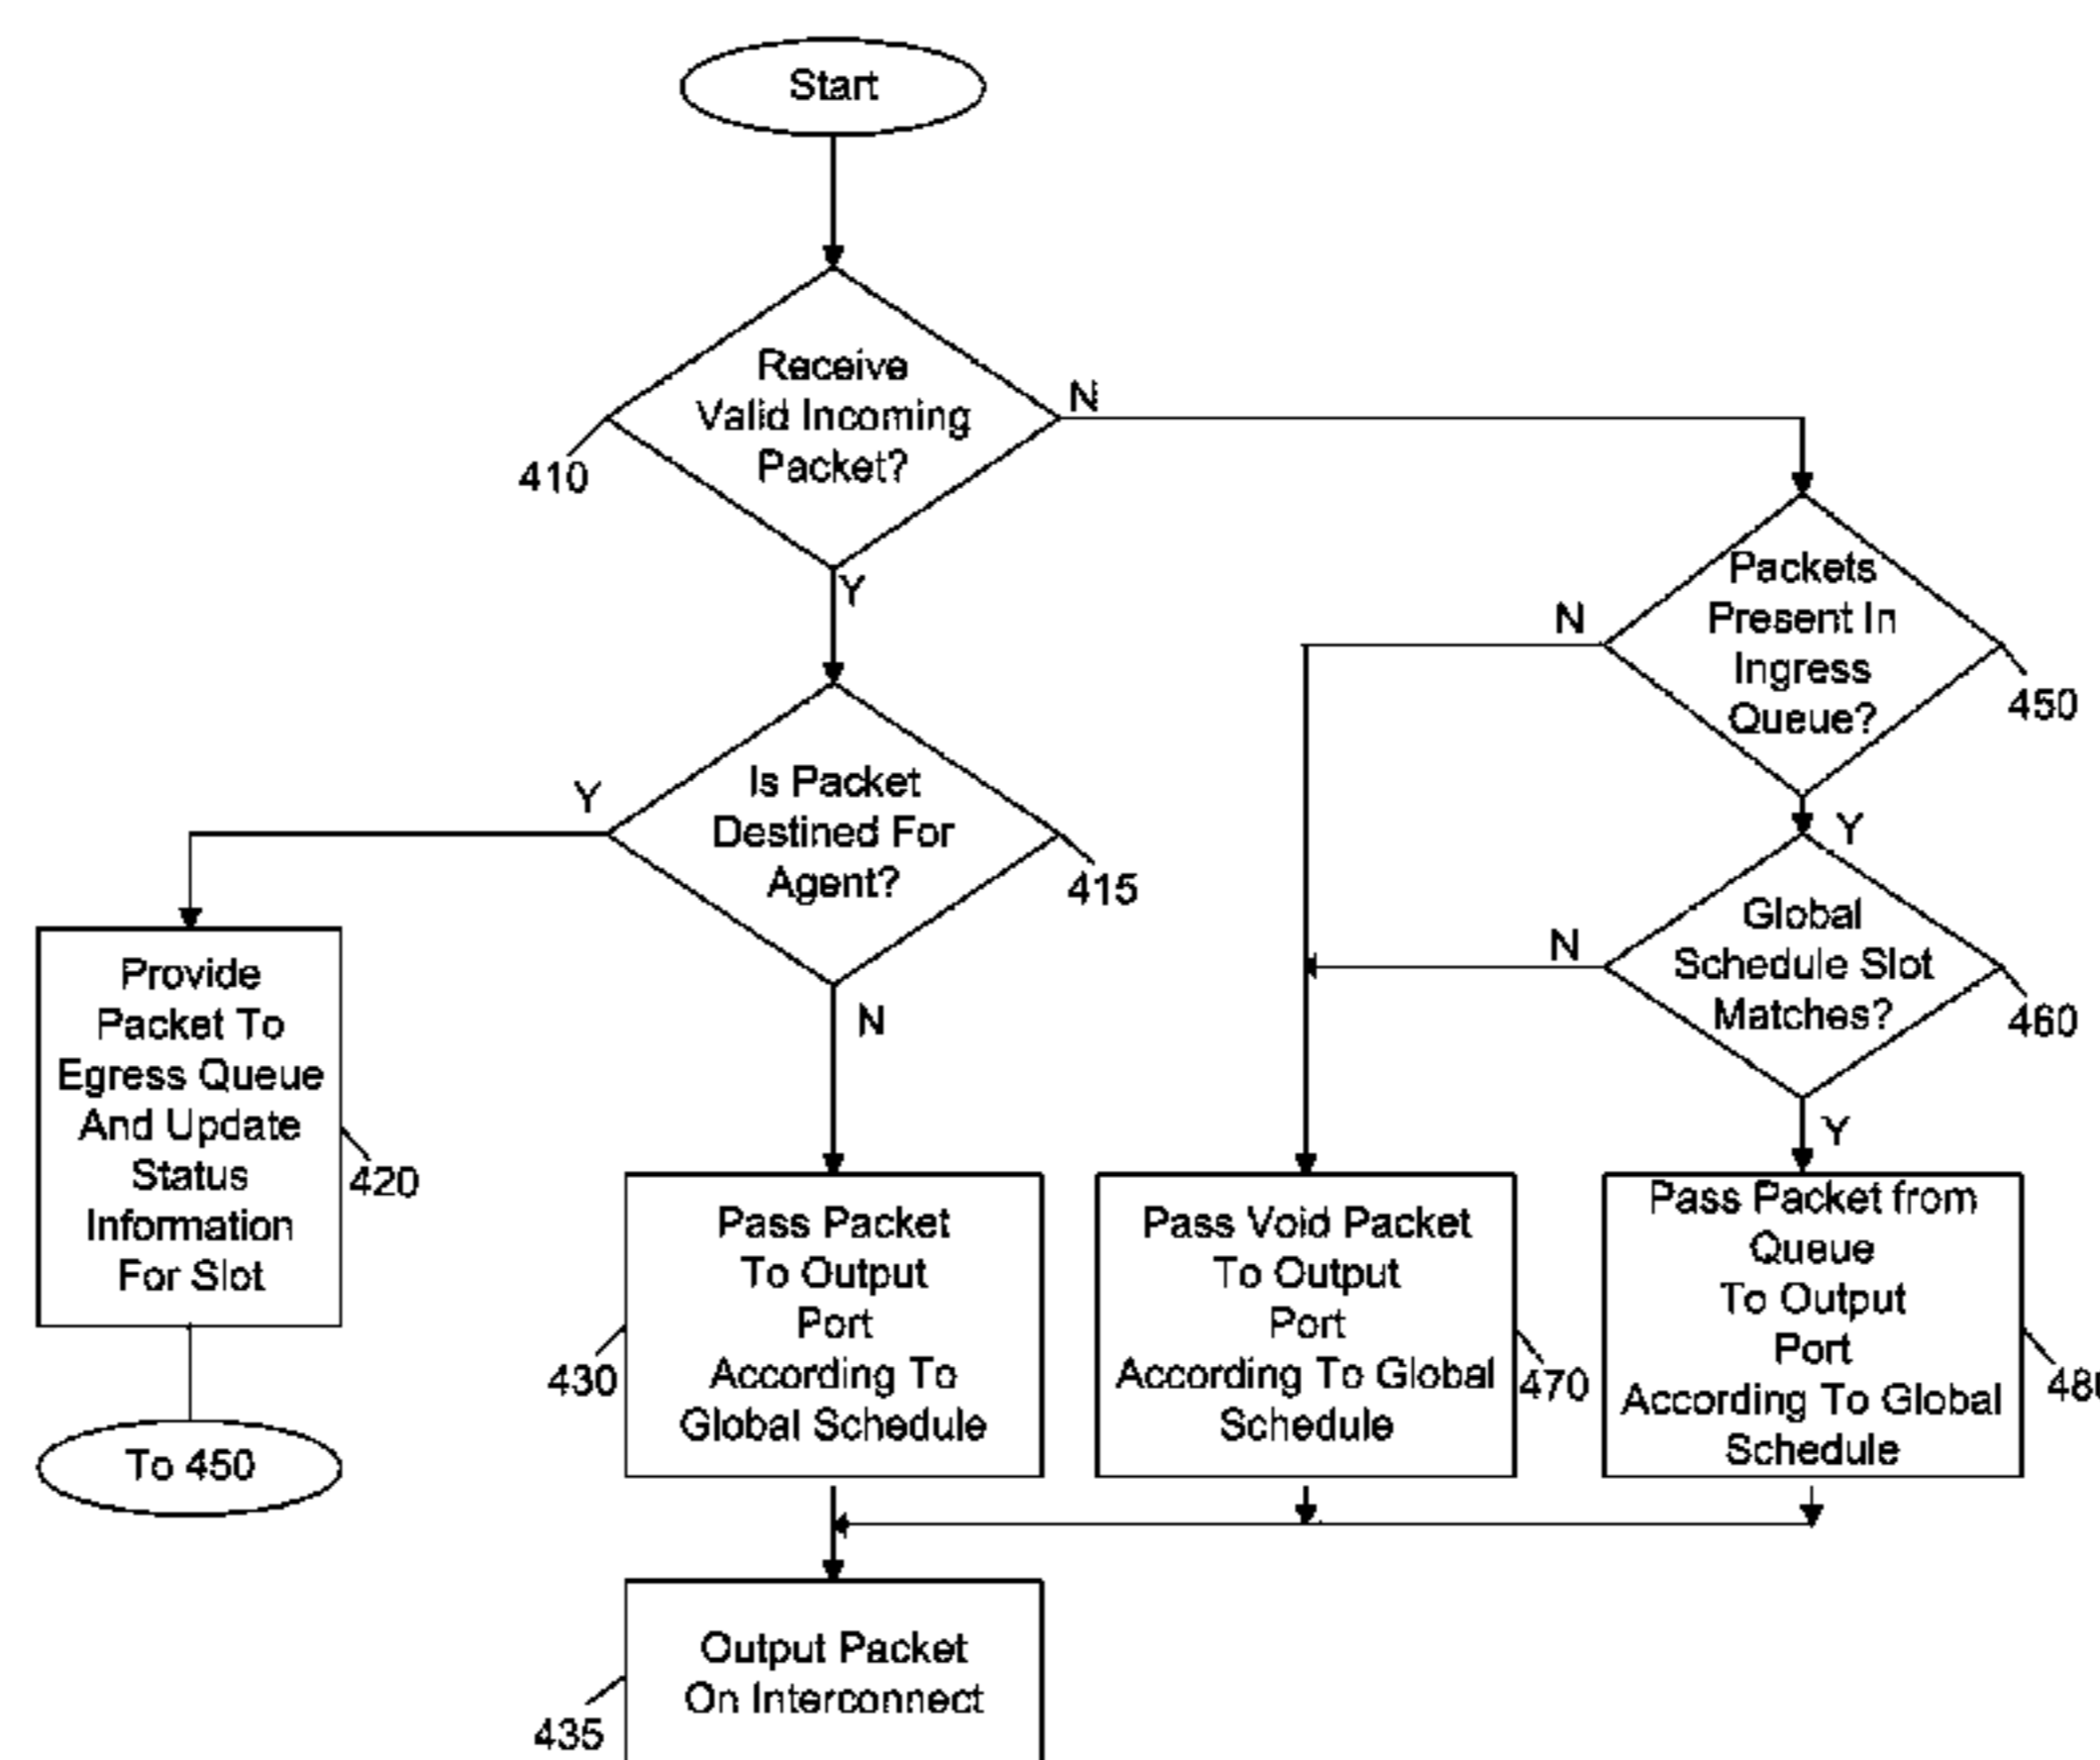 Start
Receive
Valid Incoming
Packet?
410
N
Y
Packets
Present In
Ingress
Queue?
450
N
Y
Is Packet
Destined For
Agent?
415
Y
N
Global
Schedule Slot
Matches?
460
N
Y
Provide
Packet To
Egress Queue
And Update
Status
Information
For Slot
420
To 450
Pass Packet
To Output
Port
According To
Global Schedule
430
Pass Void Packet
To Output
Port
According To Global
Schedule
470
Pass Packet from
Queue
To Output
Port
According To Global
Schedule
Output Packet
On Interconnect
435